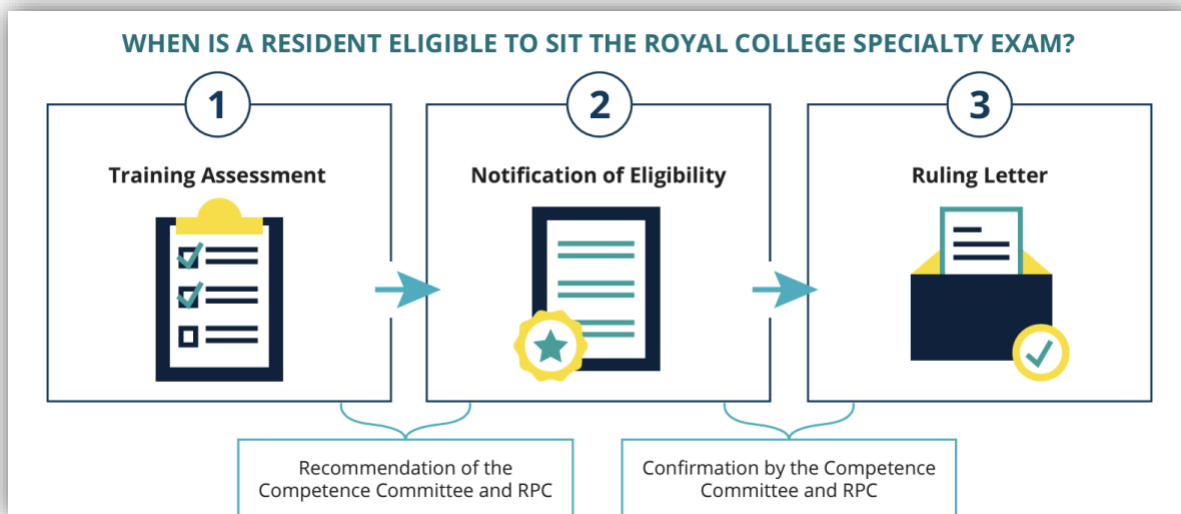 WHEN IS A RESIDENT ELIGIBLE TO SIT THE ROYAL COLLEGE SPECIALTY EXAM?
1
2
3
Training Assessment
Notification of Eligibility
Ruling Letter
Recommendation of the
Competence Committee and RPC
Confirmation by the Competence
Committee and RPC